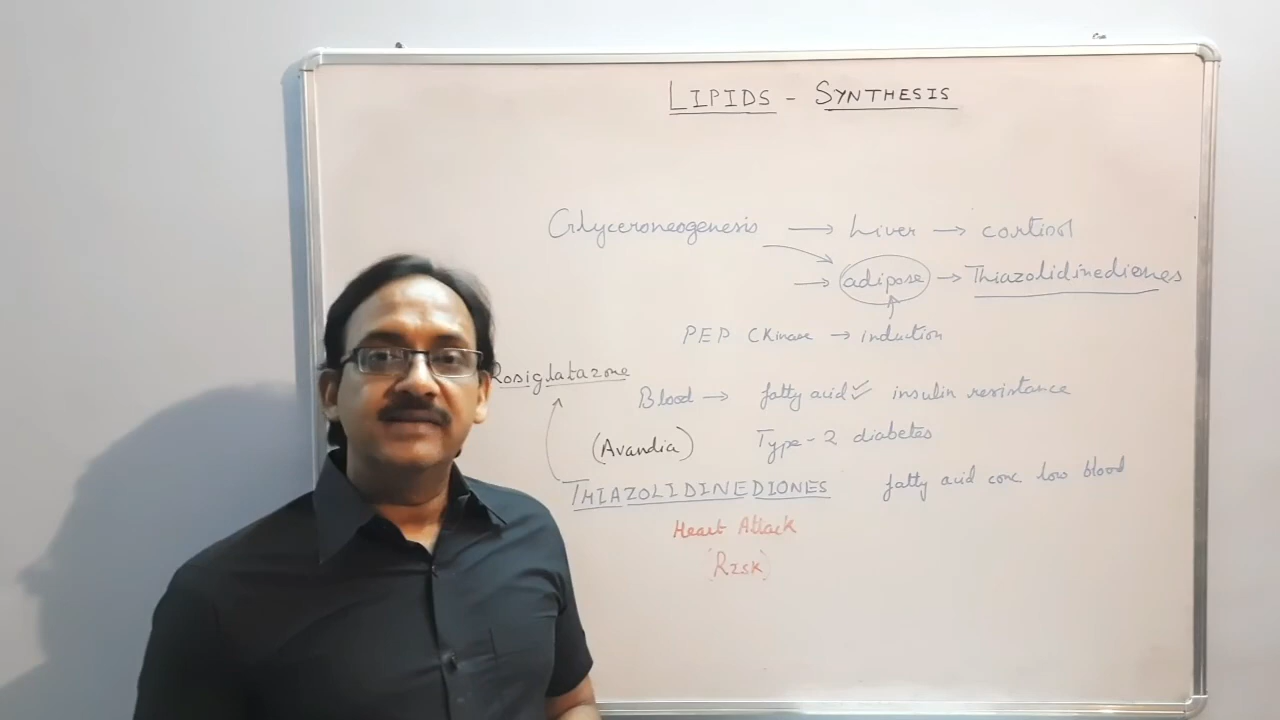 LIPIDS - SYNTHESIS
Glyceroneogenesis → Liver → cortisol
→ adipose → Thiazolidinediones
PEP CKinase → induction
Rosiglatazone
Blood → fatty acid ✓ insulin resistance
(Avandia) Type-2 diabetes
THIAZOLIDINEDIONES fatty acid conc low blood
Heart Attack
(Risk)